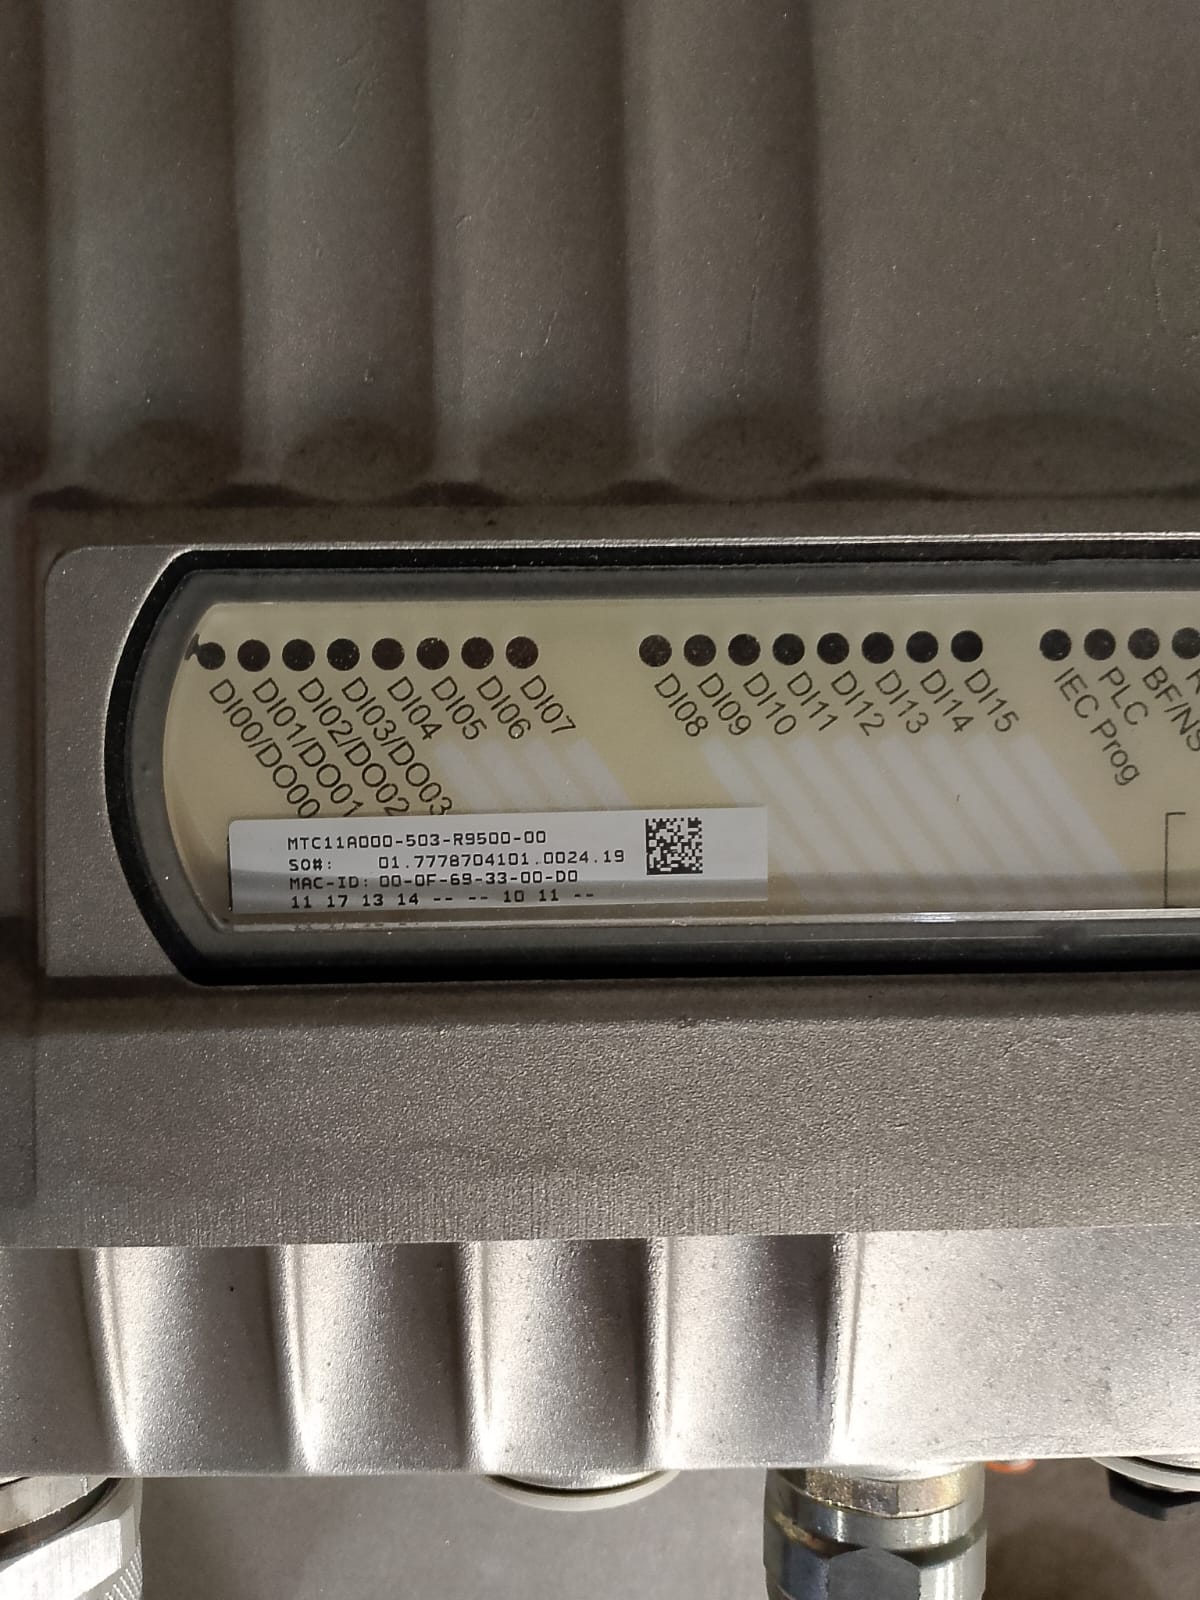 DI00/DO00
DI01/DO01
DI02/DO02
DI03/DO03
DI04
DI05
DI06
DI07
DI08
DI09
DI10
DI11
DI12
DI13
DI14
DI15
IEC Prog
PLC
BF/NS
MTC11A000-503-R9500-00
SO#: 01.7778704101.0024.19
MAC-ID: 00-0F-69-33-00-D0
11 17 13 14 -- -- 10 11 --